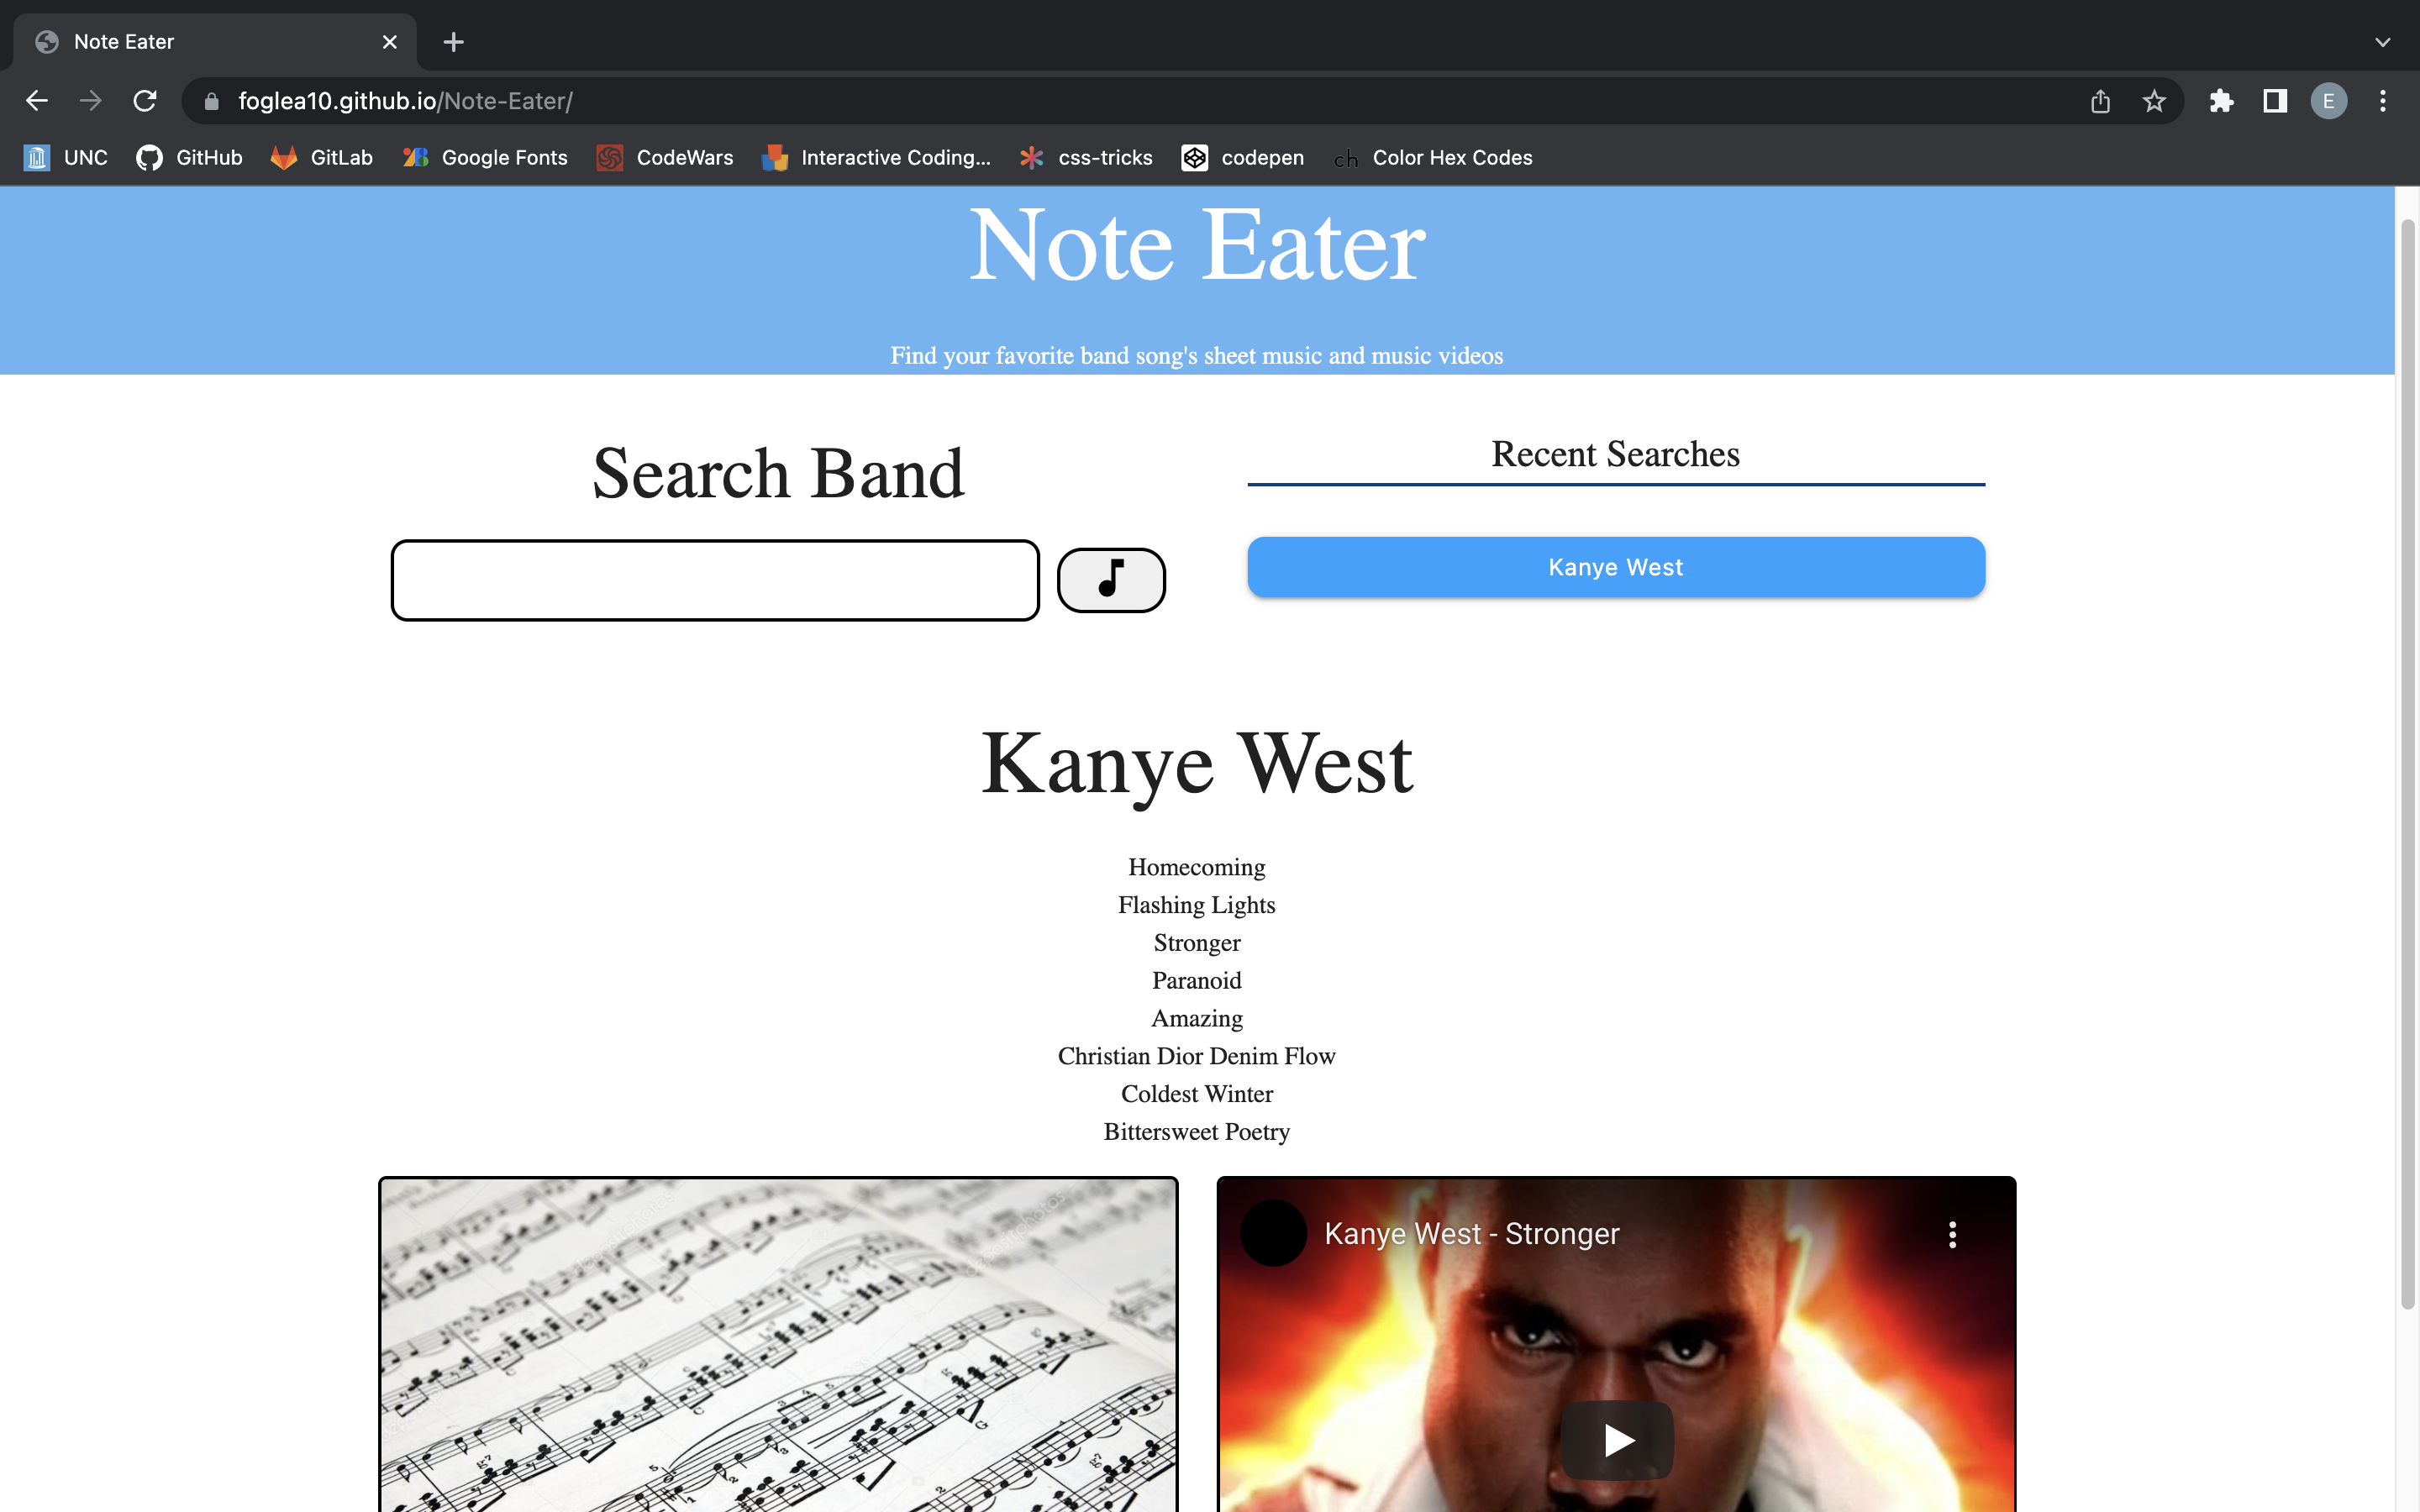 Note Eater
foglea10.github.io/Note-Eater/
E
UNC GitHub GitLab Google Fonts CodeWars Interactive Coding... css-tricks codepen ch Color Hex Codes
Note Eater
Find your favorite band song's sheet music and music videos
Search Band
Recent Searches
Kanye West
Kanye West
Homecoming
Flashing Lights
Stronger
Paranoid
Amazing
Christian Dior Denim Flow
Coldest Winter
Bittersweet Poetry
Kanye West - Stronger